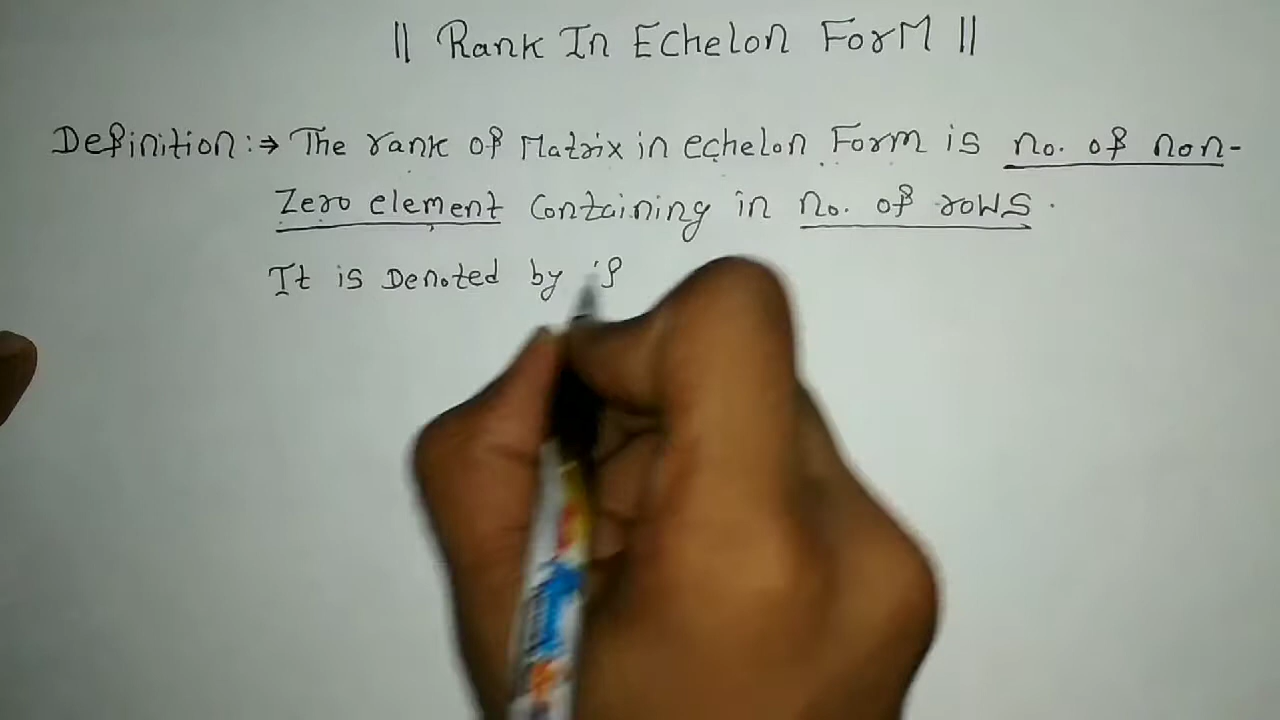 || Rank In Echelon Form ||
Definition:⇒ The rank of Matrix in echelon Form is no. of non-
Zero element Containing in no. of rows.
It is Denoted by 'ρ